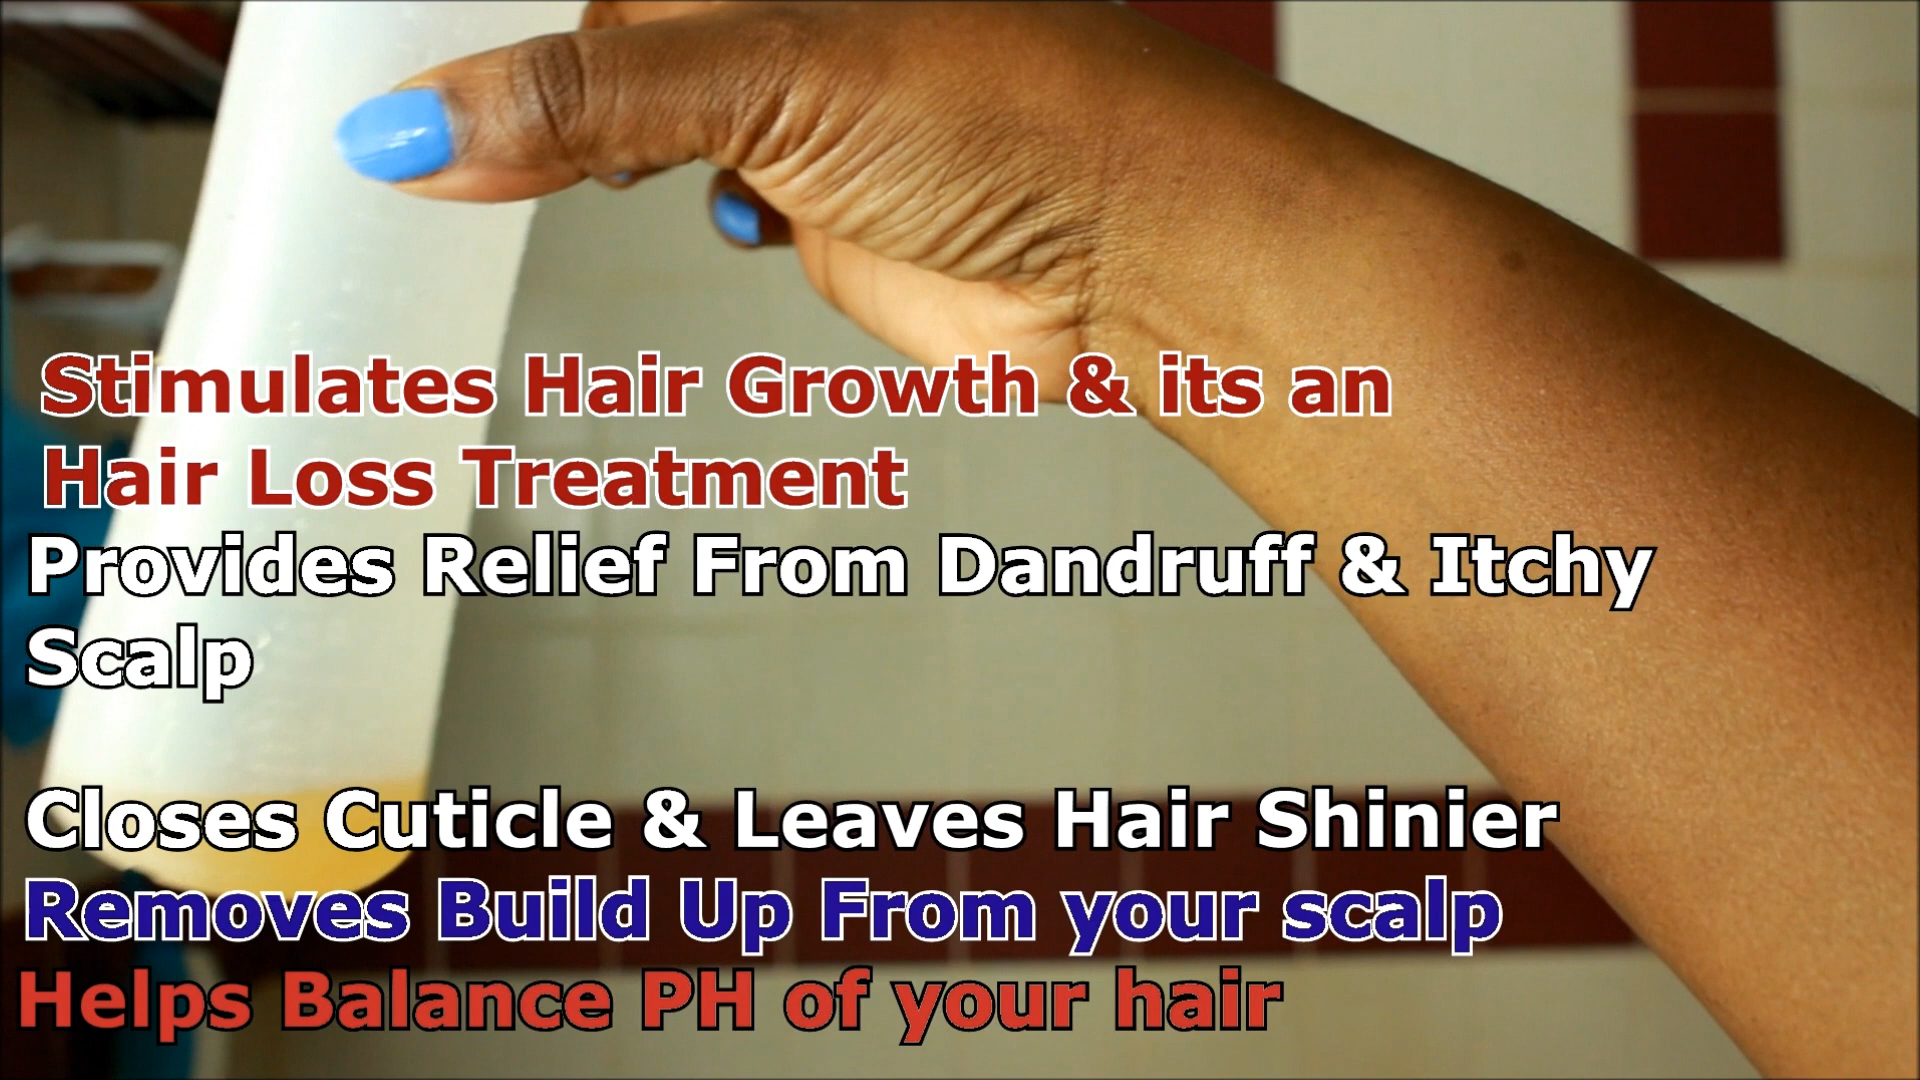 Stimulates Hair Growth & its an
Hair Loss Treatment
Provides Relief From Dandruff & Itchy
Scalp
Closes Cuticle & Leaves Hair Shinier
Removes Build Up From your scalp
Helps Balance PH of your hair